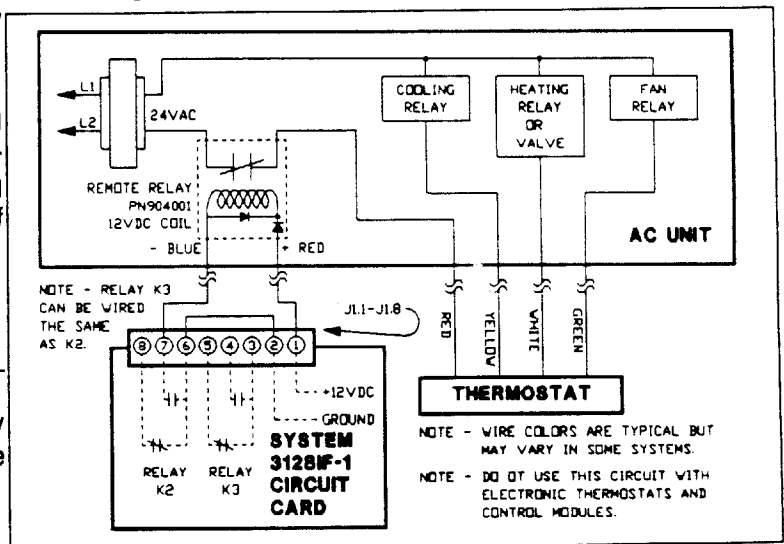 L1
L2
24VAC
COOLING
RELAY
HEATING
RELAY
OR
VALVE
FAN
RELAY
REMOTE RELAY
PN904001
12VDC COIL
- BLUE
+ RED
AC UNIT
NOTE - RELAY K3
CAN BE WIRED
THE SAME
AS K2.
J1.1-J1.8
RED
YELLOW
WHITE
GREEN
8 7 6 5 4 3 2 1
+12VDC
GROUND
RELAY
K2
RELAY
K3
SYSTEM
3128IF-1
CIRCUIT
CARD
THERMOSTAT
NOTE - WIRE COLORS ARE TYPICAL BUT
MAY VARY IN SOME SYSTEMS.
NOTE - DO OT USE THIS CIRCUIT WITH
ELECTRONIC THERMOSTATS AND
CONTROL MODULES.